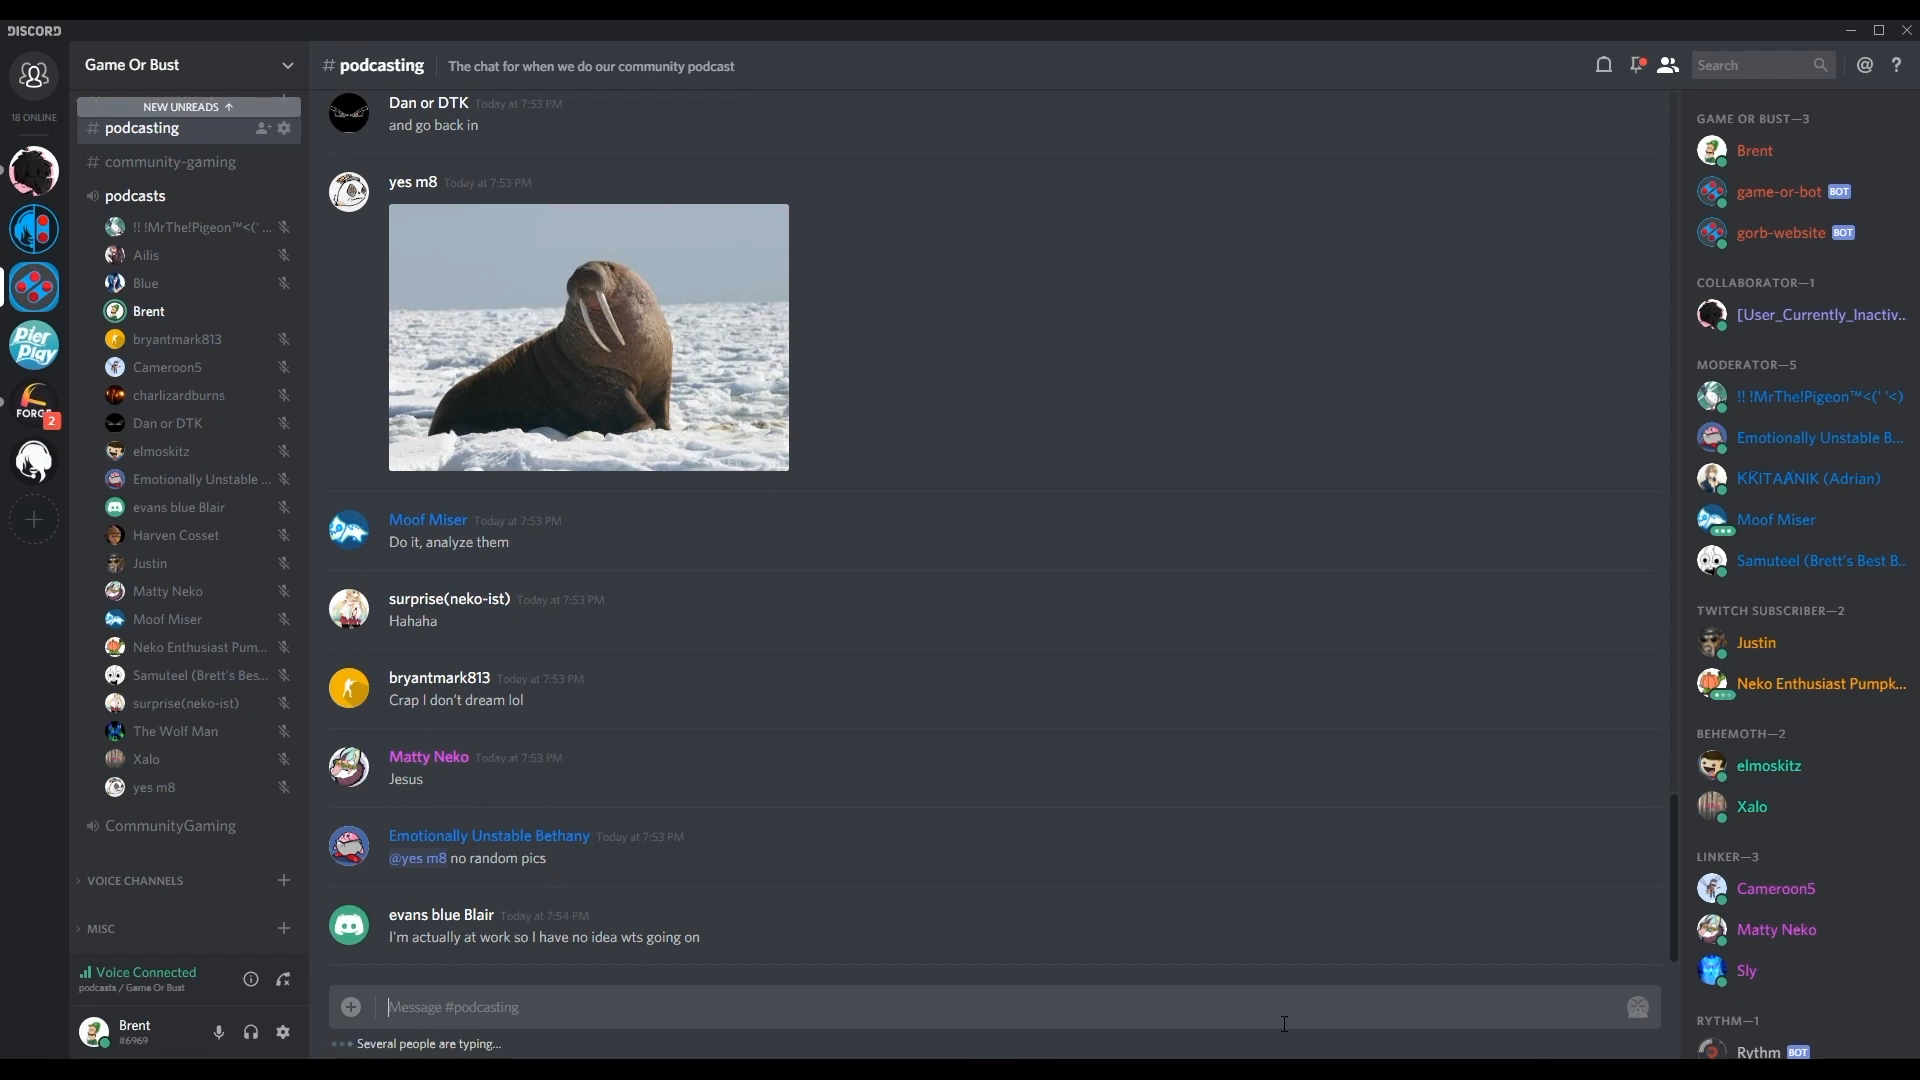 DISCORD
18 ONLINE
Pier Play
FORGE
2
Game Or Bust
NEW UNREADS ↑
# podcasting
# community-gaming
podcasts
!! !MrThe!Pigeon™<(' ...
Ailis
Blue
Brent
bryantmark813
Cameroon5
charlizardburns
Dan or DTK
elmoskitz
Emotionally Unstable ...
evans blue Blair
Harven Cosset
Justin
Matty Neko
Moof Miser
Neko Enthusiast Pum...
Samuteel (Brett's Bes...
surprise(neko-ist)
The Wolf Man
Xalo
yes m8
CommunityGaming
VOICE CHANNELS
MISC
Voice Connected
podcasts / Game Or Bust
Brent
#6969
# podcasting The chat for when we do our community podcast
Search
Dan or DTK Today at 7:53 PM
and go back in
yes m8 Today at 7:53 PM
Moof Miser Today at 7:53 PM
Do it, analyze them
surprise(neko-ist) Today at 7:53 PM
Hahaha
bryantmark813 Today at 7:53 PM
Crap I don't dream lol
Matty Neko Today at 7:53 PM
Jesus
Emotionally Unstable Bethany Today at 7:53 PM
@yes m8 no random pics
evans blue Blair Today at 7:54 PM
I'm actually at work so I have no idea wts going on
Message #podcasting
Several people are typing...
GAME OR BUST—3
Brent
game-or-bot BOT
gorb-website BOT
COLLABORATOR—1
[User_Currently_Inactiv...
MODERATOR—5
!! !MrThe!Pigeon™<(' '<)
Emotionally Unstable B...
(Adrian)
Moof Miser
Samuteel (Brett's Best B...
TWITCH SUBSCRIBER—2
Justin
Neko Enthusiast Pumpk...
BEHEMOTH—2
elmoskitz
Xalo
LINKER—3
Cameroon5
Matty Neko
Sly
RYTHM—1
Rythm BOT